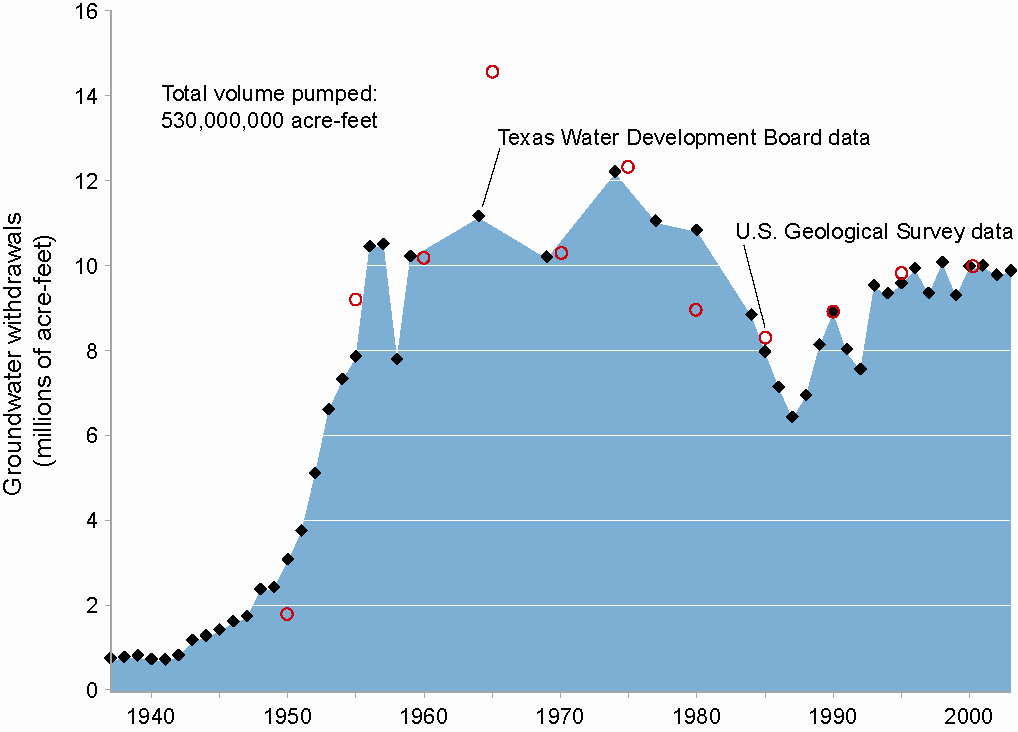 16
14
12
10
8
6
4
2
0
Groundwater withdrawals
(millions of acre-feet)
Total volume pumped:
530,000,000 acre-feet
Texas Water Development Board data
U.S. Geological Survey data
1940
1950
1960
1970
1980
1990
2000